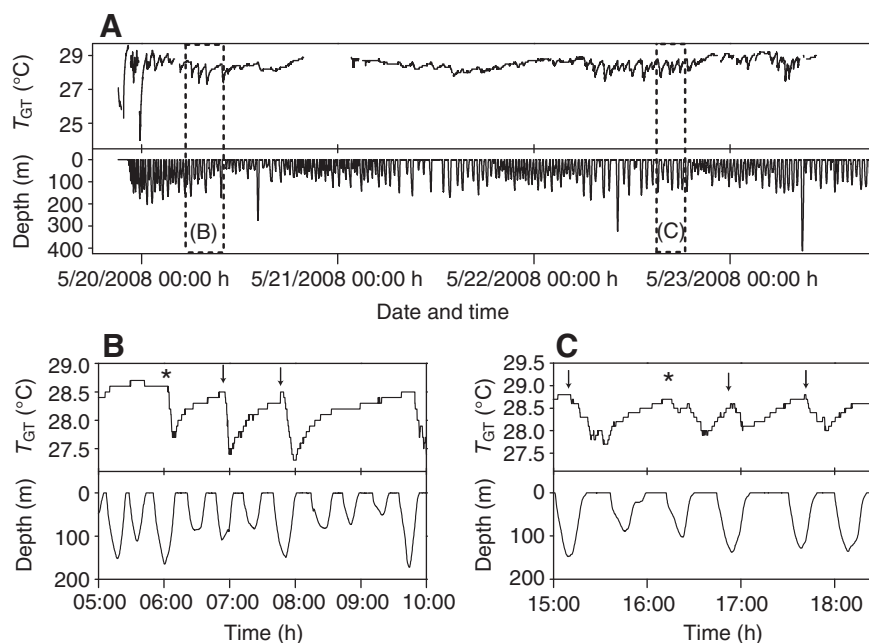 A
T_GT (°C)
29
27
25
Depth (m)
0
100
200
300
400
(B)
(C)
5/20/2008 00:00 h
5/21/2008 00:00 h
5/22/2008 00:00 h
5/23/2008 00:00 h
Date and time
B
T_GT (°C)
29.0
28.5
28.0
27.5
*
Depth (m)
0
100
200
05:00
06:00
07:00
08:00
09:00
10:00
Time (h)
C
T_GT (°C)
29.5
29.0
28.5
28.0
27.5
*
Depth (m)
0
100
200
15:00
16:00
17:00
18:00
Time (h)